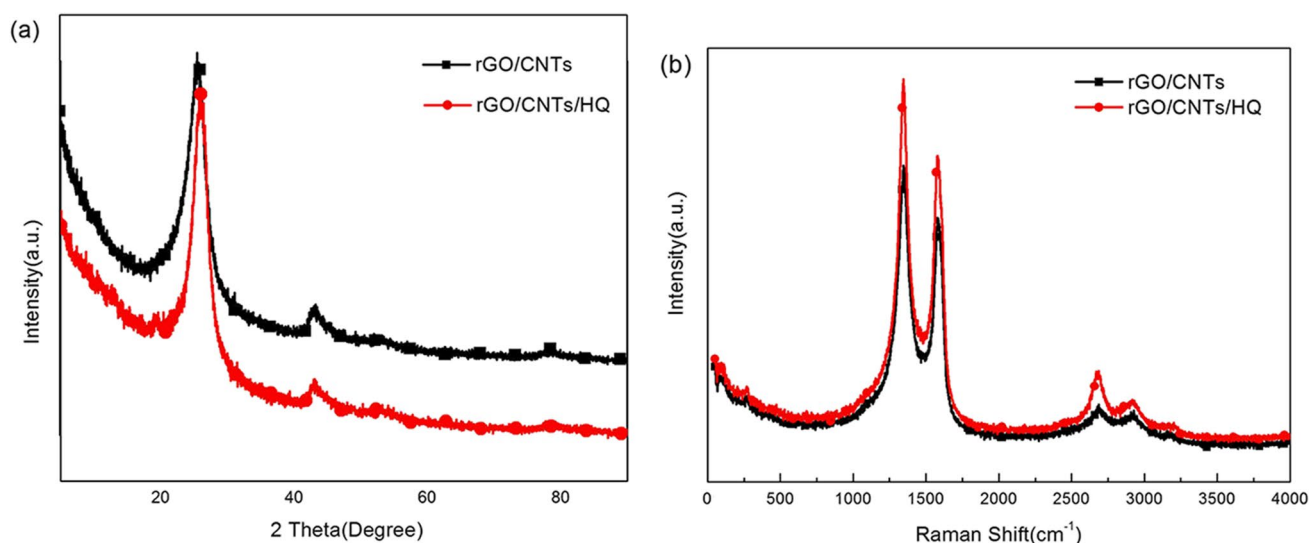 (a)
rGO/CNTs
rGO/CNTs/HQ
Intensity(a.u.)
20 40 60 80
2 Theta(Degree)
(b)
rGO/CNTs
rGO/CNTs/HQ
Intensity(a.u.)
0 500 1000 1500 2000 2500 3000 3500 4000
Raman Shift(cm⁻¹)